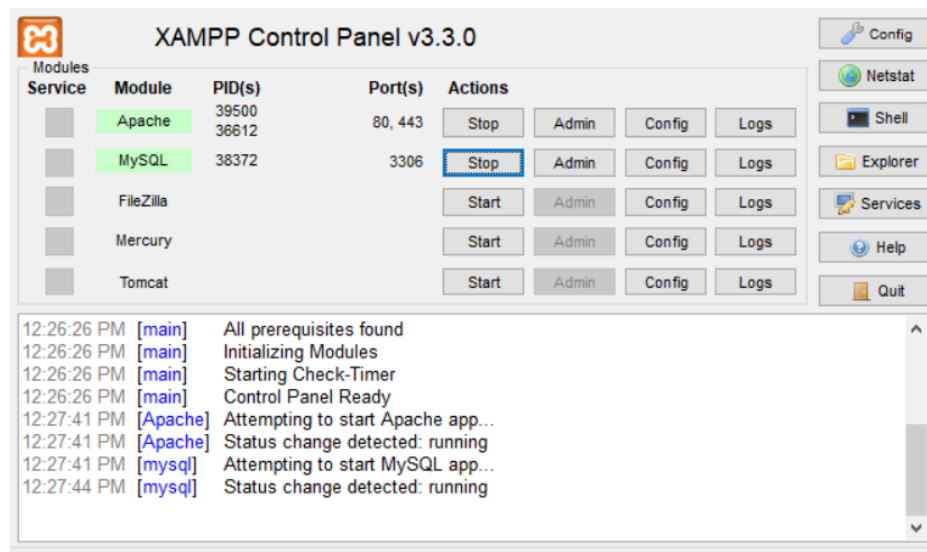 XAMPP Control Panel v3.3.0
Config
Modules
Service Module PID(s) Port(s) Actions
Netstat
Apache 39500 36612 80, 443 Stop Admin Config Logs
Shell
MySQL 38372 3306 Stop Admin Config Logs
Explorer
FileZilla Start Admin Config Logs
Services
Mercury Start Admin Config Logs
Help
Tomcat Start Admin Config Logs
Quit
12:26:26 PM [main] All prerequisites found
12:26:26 PM [main] Initializing Modules
12:26:26 PM [main] Starting Check-Timer
12:26:26 PM [main] Control Panel Ready
12:27:41 PM [Apache] Attempting to start Apache app...
12:27:41 PM [Apache] Status change detected: running
12:27:41 PM [mysql] Attempting to start MySQL app...
12:27:44 PM [mysql] Status change detected: running